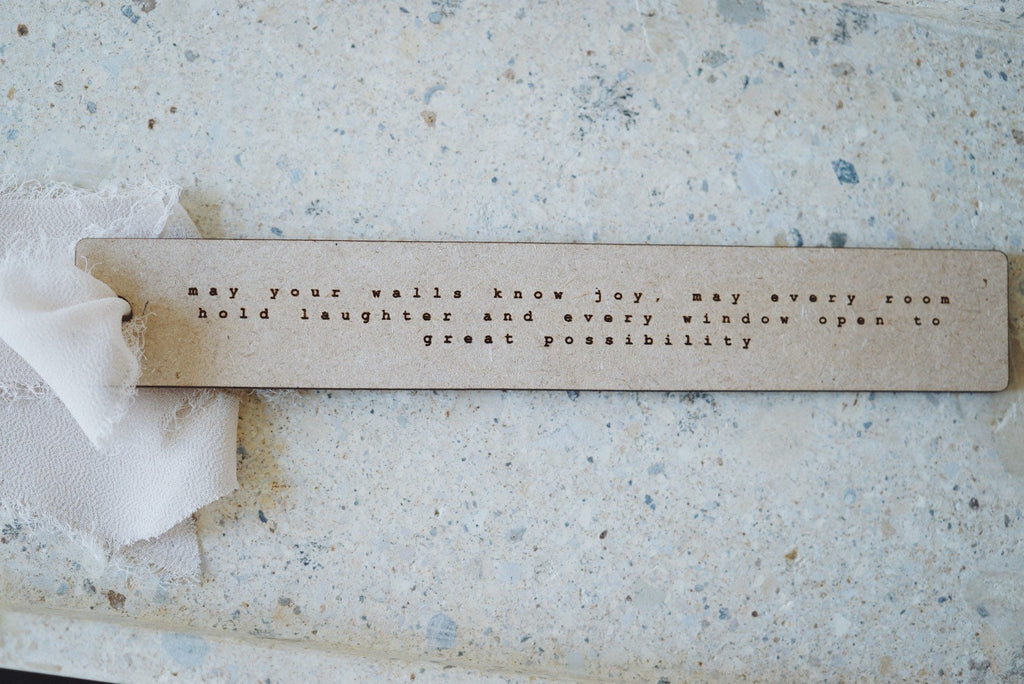 may your walls know joy, may every room
hold laughter and every window open to
great possibility